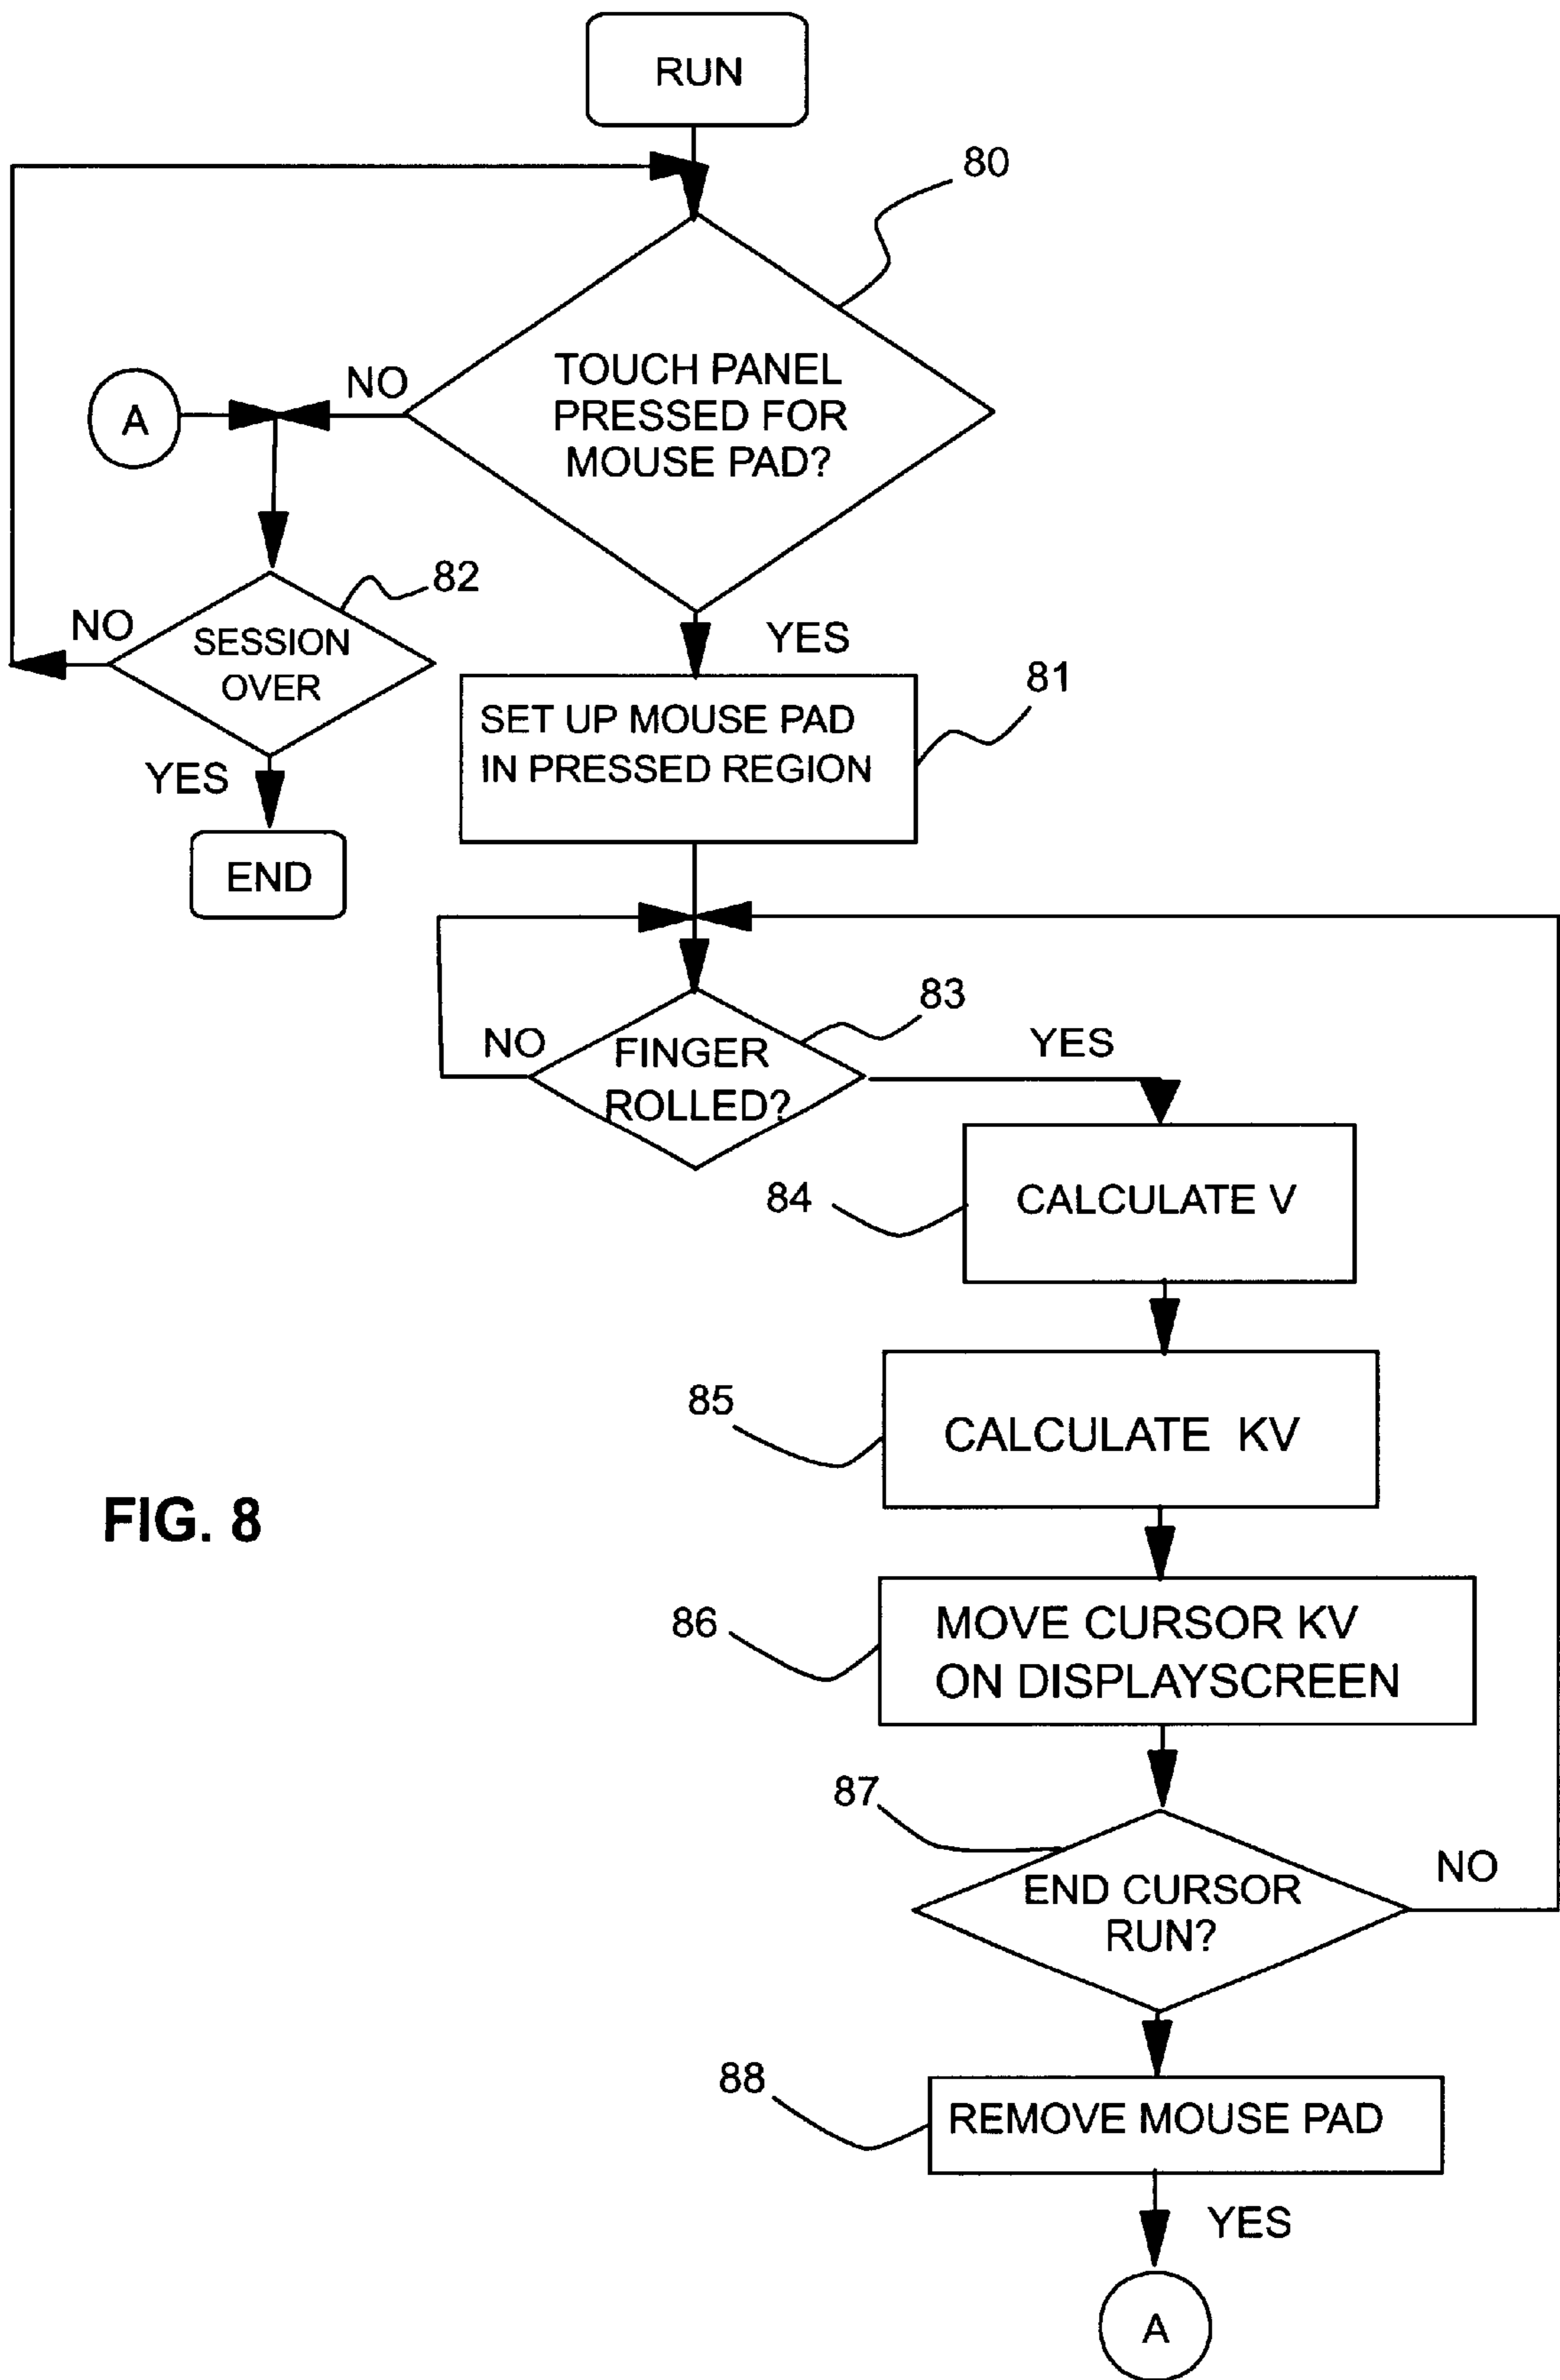 RUN
80
TOUCH PANEL
PRESSED FOR
MOUSE PAD?
NO
A
82
SESSION
OVER
NO
YES
END
YES
81
SET UP MOUSE PAD
IN PRESSED REGION
83
FINGER
ROLLED?
NO
YES
84
CALCULATE V
85
CALCULATE KV
FIG. 8
86
MOVE CURSOR KV
ON DISPLAYSCREEN
87
END CURSOR
RUN?
NO
88
REMOVE MOUSE PAD
YES
A